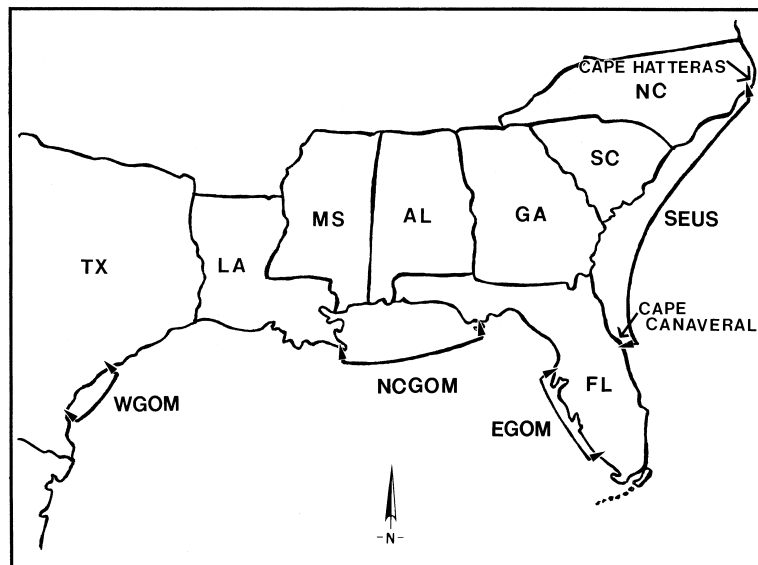 CAPE HATTERAS
NC
SC
MS
AL
GA
SEUS
TX
LA
CAPE
CANAVERAL
NCGOM
FL
WGOM
EGOM
-N-